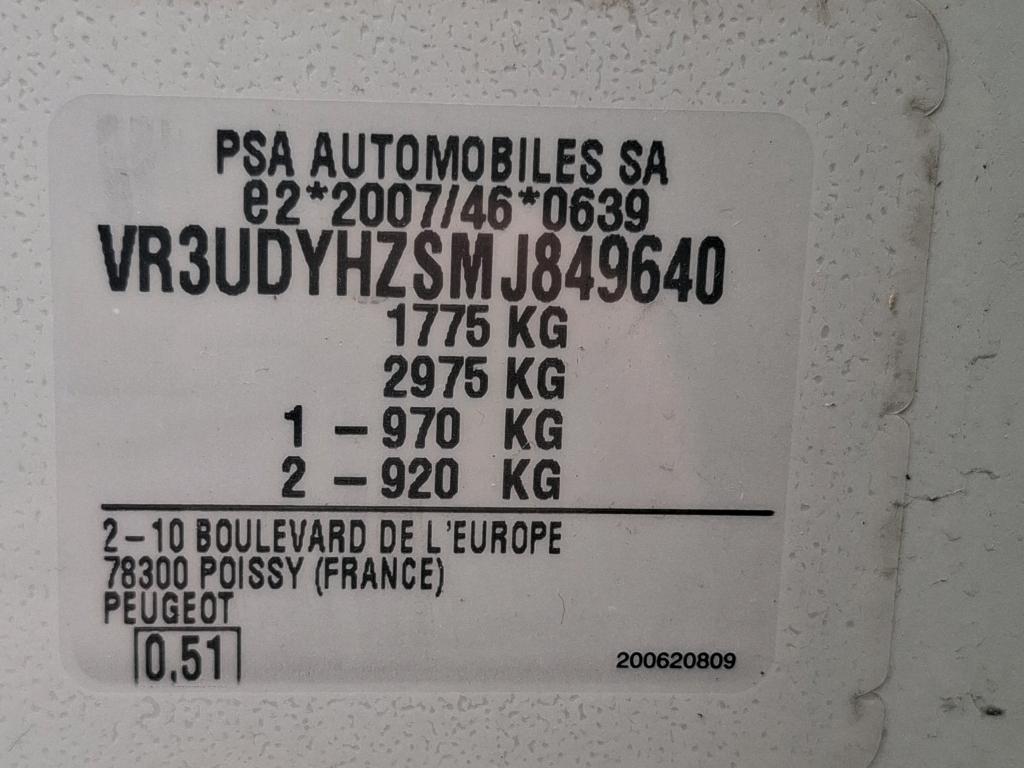 PSA AUTOMOBILES SA
e2*2007/46*0639
VR3UDYHZSMJ849640
1775 KG
2975 KG
1 – 970 KG
2 – 920 KG
2–10 BOULEVARD DE L'EUROPE
78300 POISSY (FRANCE)
PEUGEOT
0.51
200620809